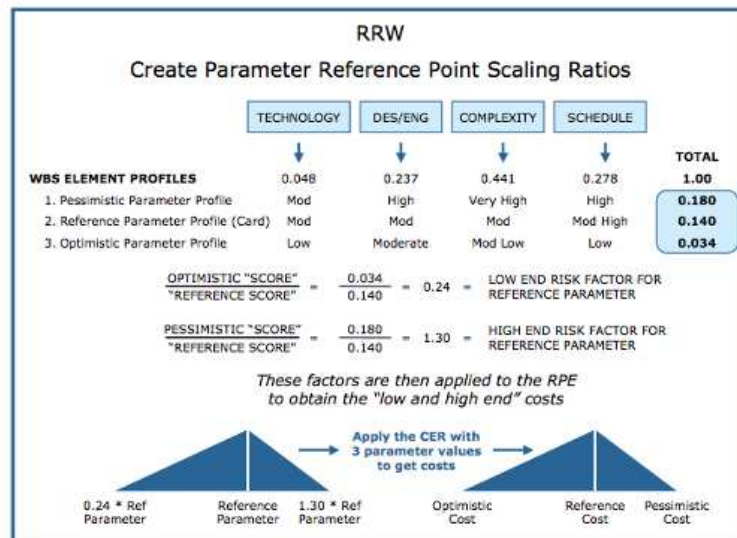 RRW
Create Parameter Reference Point Scaling Ratios
TECHNOLOGY DES/ENG COMPLEXITY SCHEDULE
TOTAL
WBS ELEMENT PROFILES 0.048 0.237 0.441 0.278 1.00
1. Pessimistic Parameter Profile Mod High Very High High 0.180
2. Reference Parameter Profile (Card) Mod Mod Mod Mod High 0.140
3. Optimistic Parameter Profile Low Moderate Mod Low Low 0.034
OPTIMISTIC “SCORE” 0.034 LOW END RISK FACTOR FOR
= = 0.24 =
“REFERENCE SCORE” 0.140 REFERENCE PARAMETER
PESSIMISTIC “SCORE” 0.180 HIGH END RISK FACTOR FOR
= = 1.30 =
“REFERENCE SCORE” 0.140 REFERENCE PARAMETER
These factors are then applied to the RPE
to obtain the “low and high end” costs
Apply the CER with
3 parameter values
to get costs
0.24 * Ref Reference 1.30 * Ref Optimistic Reference Pessimistic
Parameter Parameter Parameter Cost Cost Cost